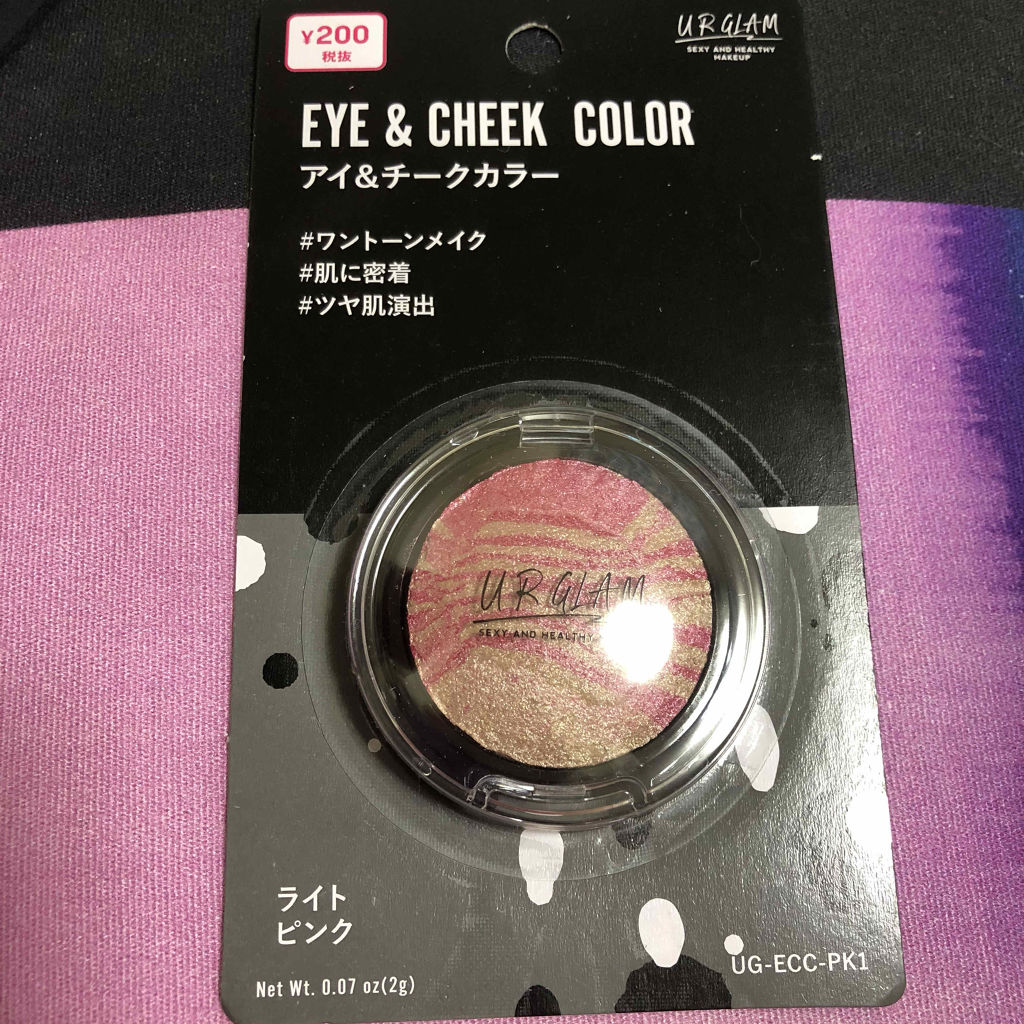 ¥200
税抜
UR GLAM
SEXY AND HEALTHY
MAKEUP
EYE & CHEEK COLOR
アイ&チークカラー
#ワントーンメイク
#肌に密着
#ツヤ肌演出
UR GLAM
SEXY AND HEALTHY
ライト
ピンク
UG-ECC-PK1
Net Wt. 0.07 oz(2g)